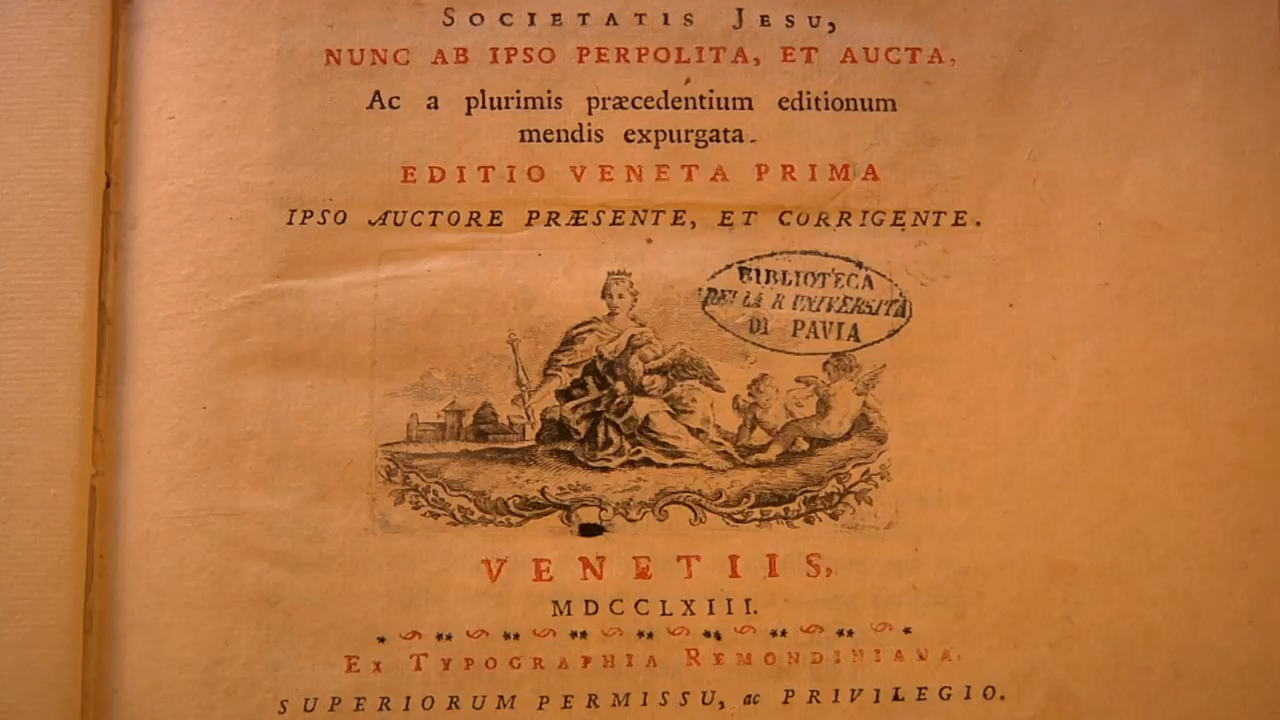 SOCIETATIS JESU,
NUNC AB IPSO PERPOLITA, ET AUCTA,
Ac a plurimis præcedentium editionum
mendis expurgata.
EDITIO VENETA PRIMA
IPSO AUCTORE PRÆSENTE, ET CORRIGENTE.
BIBLIOTECA
DELLA R UNIVERSITÀ
DI PAVIA
VENETIIS,
MDCCLXIII.
EX TYPOGRAPHIA REMONDINIANA.
SUPERIORUM PERMISSU, ac PRIVILEGIO.